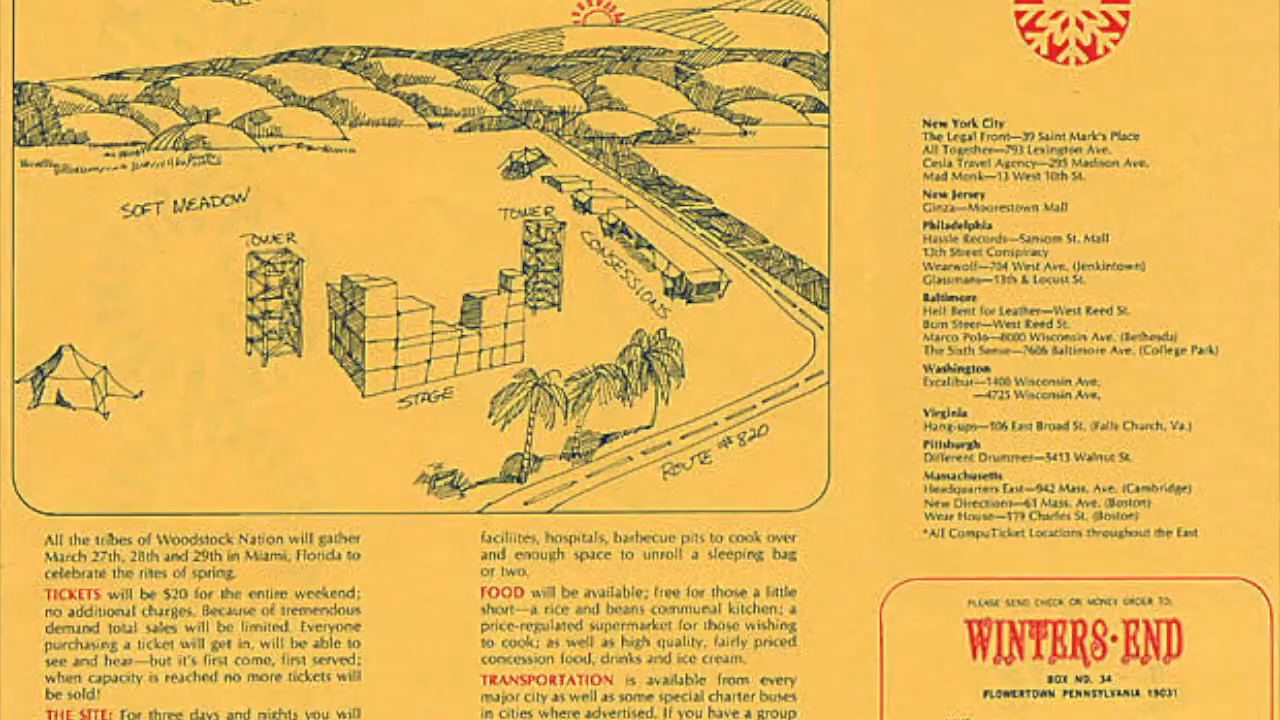 SOFT MEADOW
TOWER
TOWER
CONSESSIONS
STAGE
ROUTE #820
All the tribes of Woodstock Nation will gather
March 27th, 28th and 29th in Miami, Florida to
celebrate the rites of spring.
TICKETS will be $20 for the entire weekend;
no additional charges. Because of tremendous
demand total sales will be limited. Everyone
purchasing a ticket will get in, will be able to
see and hear—but it's first come, first served;
when capacity is reached no more tickets will
be sold!
THE SITE: For three days and nights you will
faciliites, hospitals, barbecue pits to cook over
and enough space to unroll a sleeping bag
or two.
FOOD will be available; free for those a little
short—a rice and beans communal kitchen; a
price-regulated supermarket for those wishing
to cook; as well as high quality, fairly priced
concession food, drinks and ice cream.
TRANSPORTATION is available from every
major city as well as some special charter buses
in cities where advertised. If you have a group
New York City
The Legal Front—39 Saint Mark's Place
All Together—793 Lexington Ave.
Cesla Travel Agency—295 Madison Ave.
Mad Monk—13 West 10th St.
New Jersey
Ginza—Moorestown Mall
Philadelphia
Hassle Records—Sansom St. Mall
13th Street Conspiracy
Wearwolf—704 West Ave. (Jenkintown)
Glassman—13th & Locust St.
Baltimore
Hell Bent for Leather—West Reed St.
Bum Steer—West Reed St.
Marco Polo—8000 Wisconsin Ave. (Bethesda)
The Sixth Sense—7606 Baltimore Ave. (College Park)
Washington
Excalibur—1400 Wisconsin Ave.
—4725 Wisconsin Ave.
Virginia
Hang-ups—106 East Broad St. (Falls Church, Va.)
Pittsburgh
Different Drummer—5413 Walnut St.
Massachusetts
Headquarters East—942 Mass. Ave. (Cambridge)
New Directions—61 Mass. Ave. (Boston)
Wear House—179 Charles St. (Boston)
*All CompuTicket Locations throughout the East
PLEASE SEND CHECK OR MONEY ORDER TO:
WINTERS·END
BOX NO. 34
FLOWERTOWN PENNSYLVANIA 19031